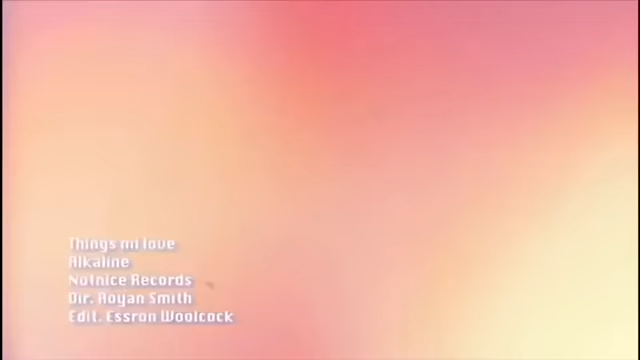 Things mi love
Alkaline
Notnice Records
Dir. Royan Smith
Edit. Essron Woolcock